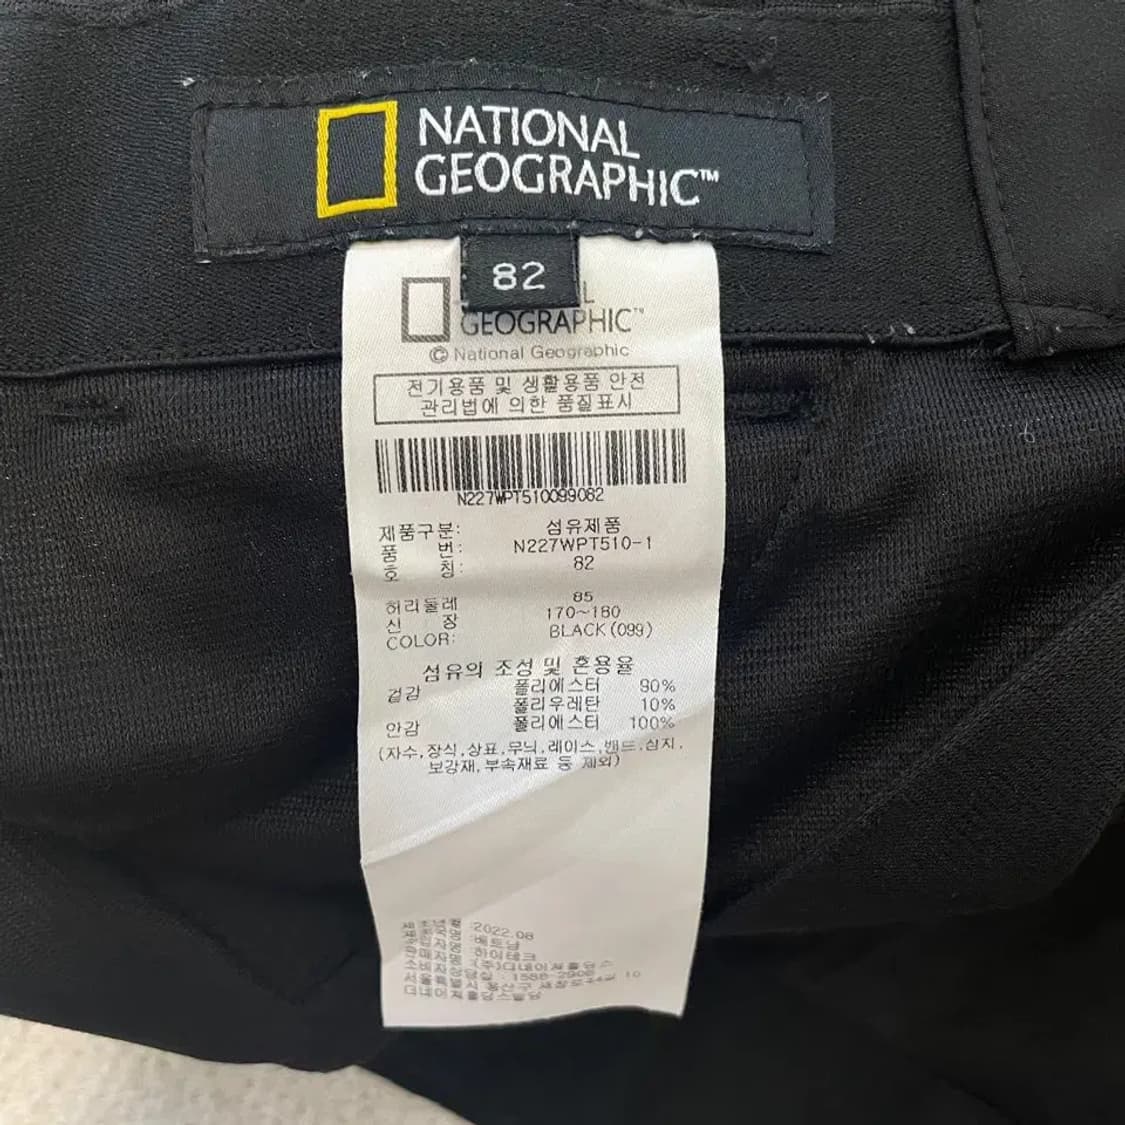 NATIONAL
GEOGRAPHIC™
82
L
GEOGRAPHIC™
© National Geographic
전기용품 및 생활용품 안전
관리법에 의한 품질표시
N227WPT510099082
제품구분: 섬유제품
품 번: N227WPT510-1
호 칭: 82
허리둘레 85
신 장 170~180
COLOR: BLACK(099)
섬유의 조성 및 혼용율
겉감 폴리에스터 90%
폴리우레탄 10%
안감 폴리에스터 100%
(자수,장식,상표,무늬,레이스,밴드,심지,
보강재,부속재료 등 제외)
:2022.08
:베트남
:하이테크